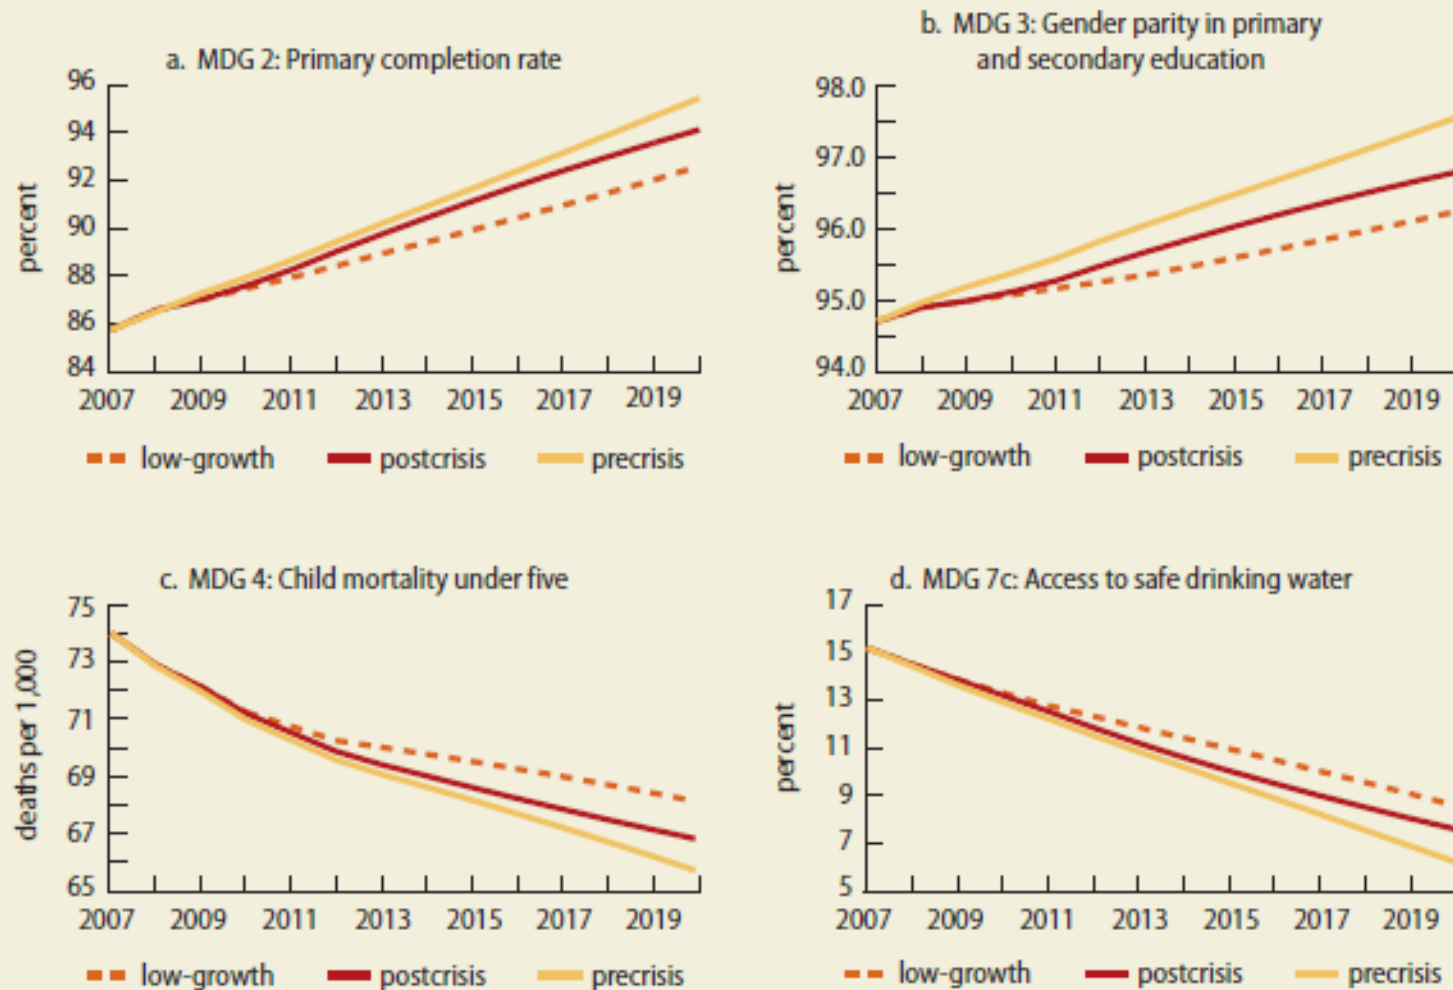 a. MDG 2: Primary completion rate
percent
96
94
92
90
88
86
84
2007 2009 2011 2013 2015 2017 2019
low-growth postcrisis precrisis
b. MDG 3: Gender parity in primary
and secondary education
percent
98.0
97.0
96.0
95.0
94.0
2007 2009 2011 2013 2015 2017 2019
low-growth postcrisis precrisis
c. MDG 4: Child mortality under five
deaths per 1,000
75
73
71
69
67
65
2007 2009 2011 2013 2015 2017 2019
low-growth postcrisis precrisis
d. MDG 7c: Access to safe drinking water
percent
17
15
13
11
9
7
5
2007 2009 2011 2013 2015 2017 2019
low-growth postcrisis precrisis